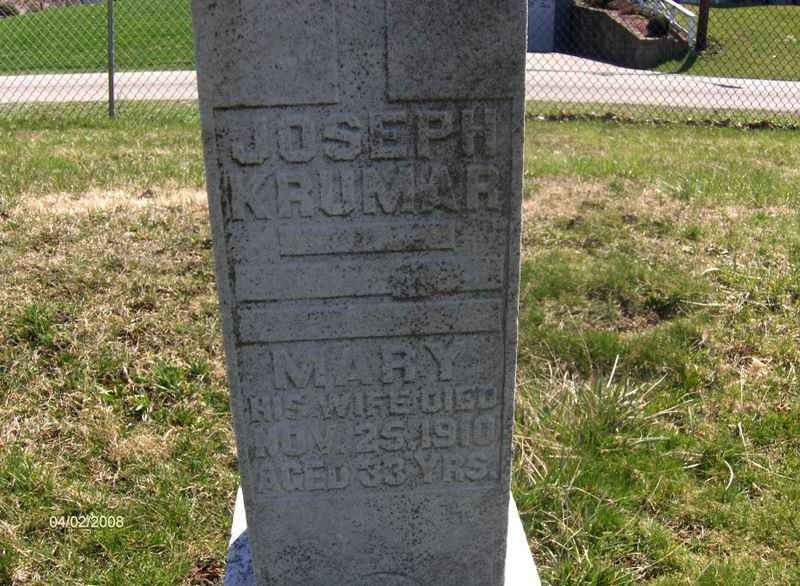 JOSEPH
KRUMAR
MARY
HIS WIFE DIED
NOV. 25, 1910
AGED 33 YRS.
04/02/2008